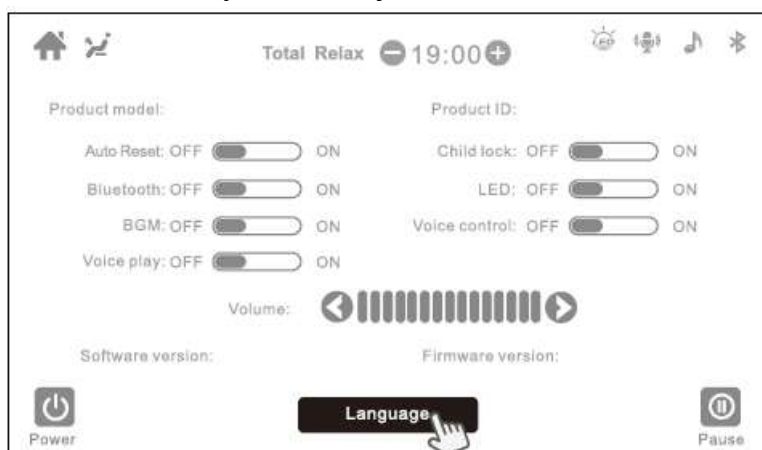 Total Relax 19:00
Product model: Product ID:
Auto Reset: OFF ON Child lock: OFF ON
Bluetooth: OFF ON LED: OFF ON
BGM: OFF ON Voice control: OFF ON
Voice play: OFF ON
Volume:
Software version: Firmware version:
Language
Power Pause